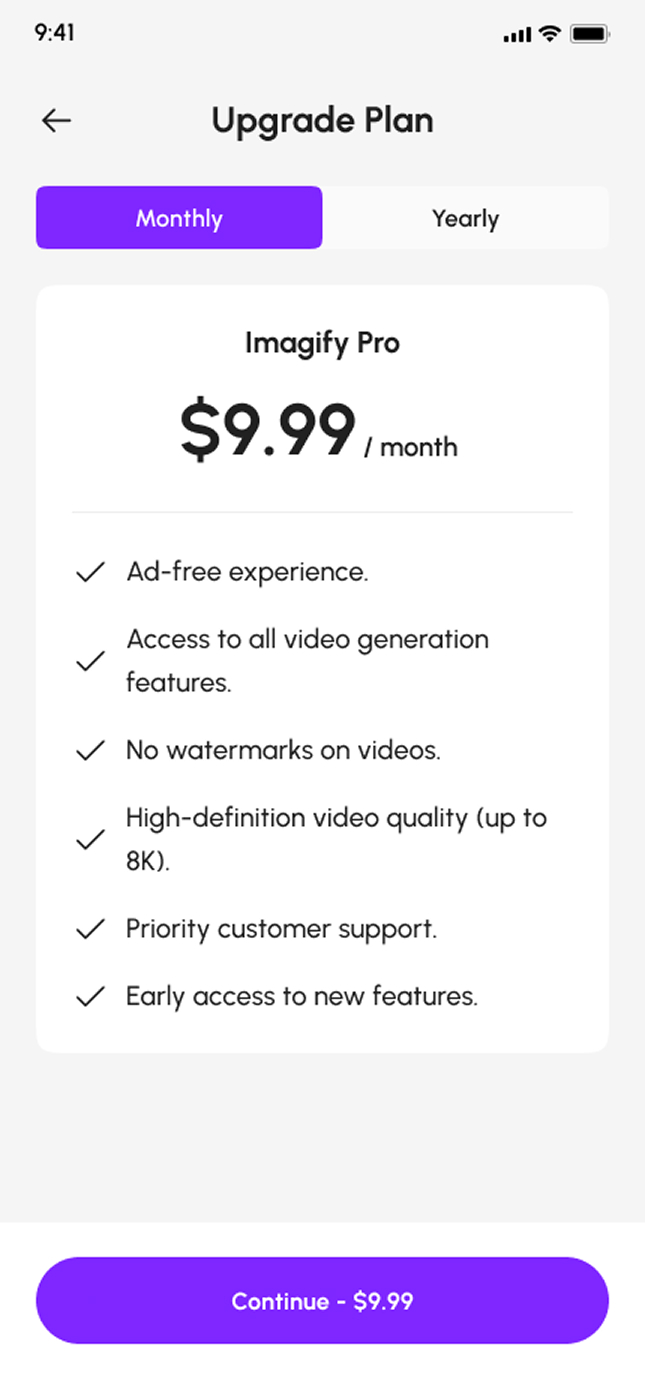 9:41
Upgrade Plan
Monthly
Yearly
Imagify Pro
$9.99 / month
Ad-free experience.
Access to all video generation
features.
No watermarks on videos.
High-definition video quality (up to
8K).
Priority customer support.
Early access to new features.
Continue - $9.99